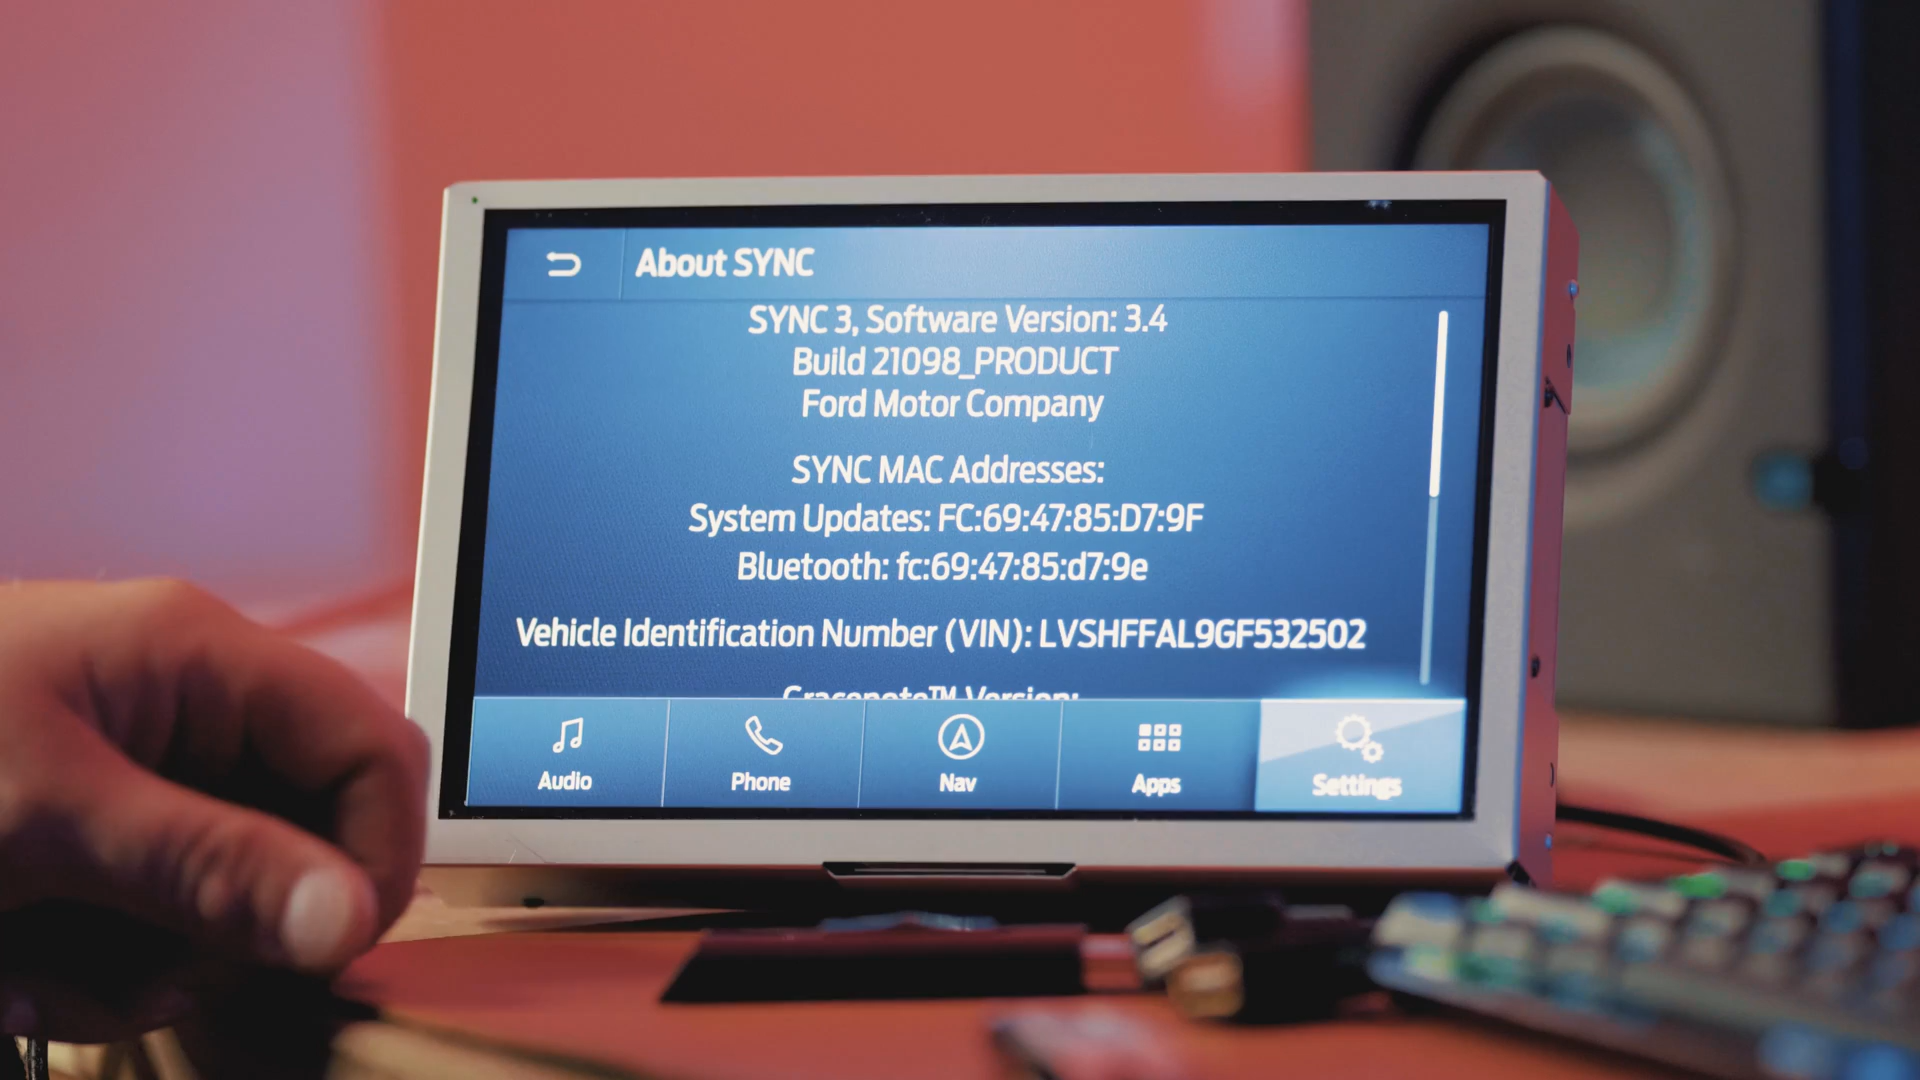 About SYNC
SYNC 3, Software Version: 3.4
Build 21098_PRODUCT
Ford Motor Company
SYNC MAC Addresses:
System Updates: FC:69:47:85:D7:9F
Bluetooth: fc:69:47:85:d7:9e
Vehicle Identification Number (VIN): LVSHFFAL9GF532502
Gracenote™ Version:
Audio
Phone
Nav
Apps
Settings